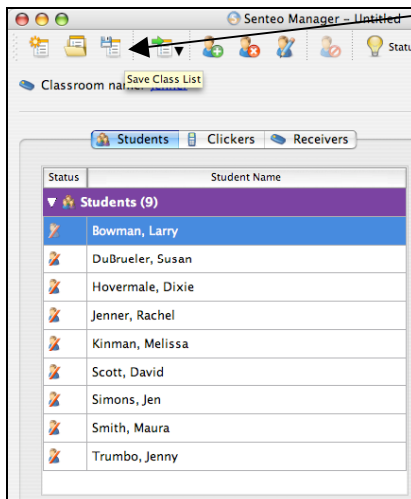 Senteo Manager – Untitled
Statu
Save Class List
Classroom name: Jenner
Students Clickers Receivers
Status Student Name
Students (9)
Bowman, Larry
DuBrueler, Susan
Hovermale, Dixie
Jenner, Rachel
Kinman, Melissa
Scott, David
Simons, Jen
Smith, Maura
Trumbo, Jenny